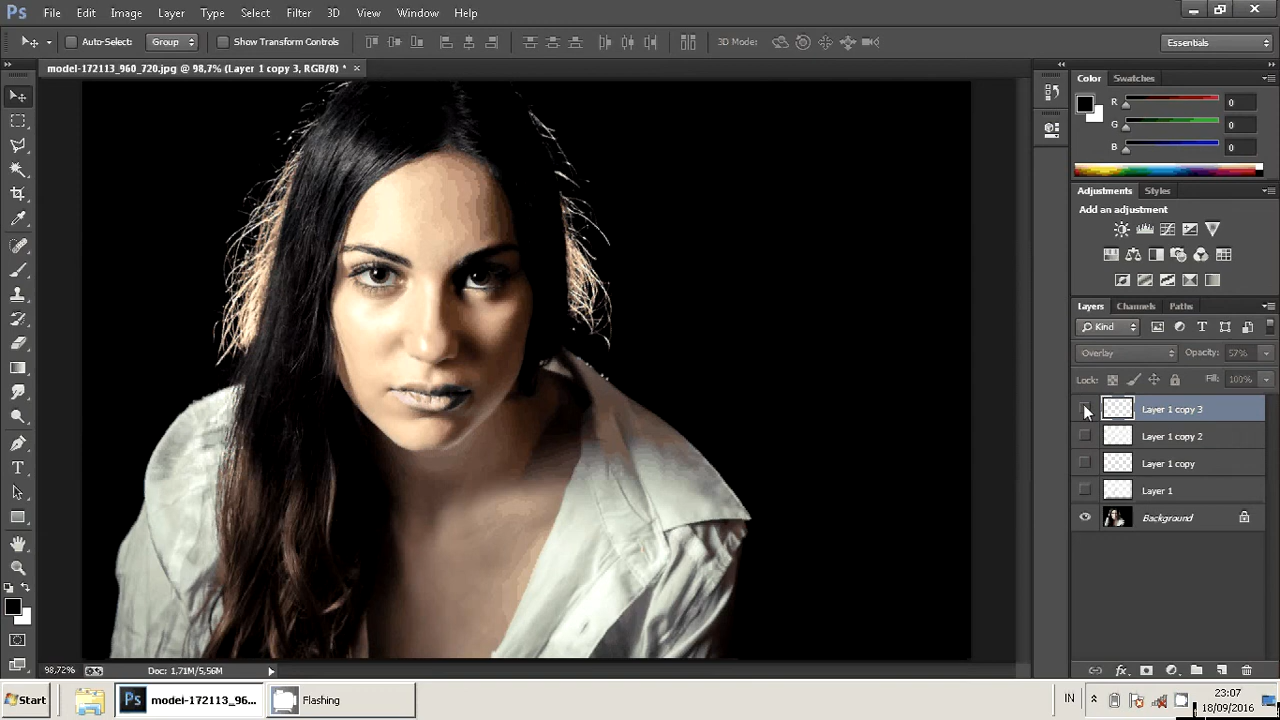 Ps File Edit Image Layer Type Select Filter 3D View Window Help
Auto-Select: Group Show Transform Controls 3D Mode: Essentials
model-172113_960_720.jpg @ 98,7% (Layer 1 copy 3, RGB/8) * ×
Color Swatches
R 0
G 0
B 0
Adjustments Styles
Add an adjustment
Layers Channels Paths
Kind
Overlay Opacity: 57%
Lock: Fill: 100%
Layer 1 copy 3
Layer 1 copy 2
Layer 1 copy
Layer 1
Background
98,72% Doc: 1,71M/5,56M
Start Ps model-172113_96... Flashing IN 23:07
18/09/2016